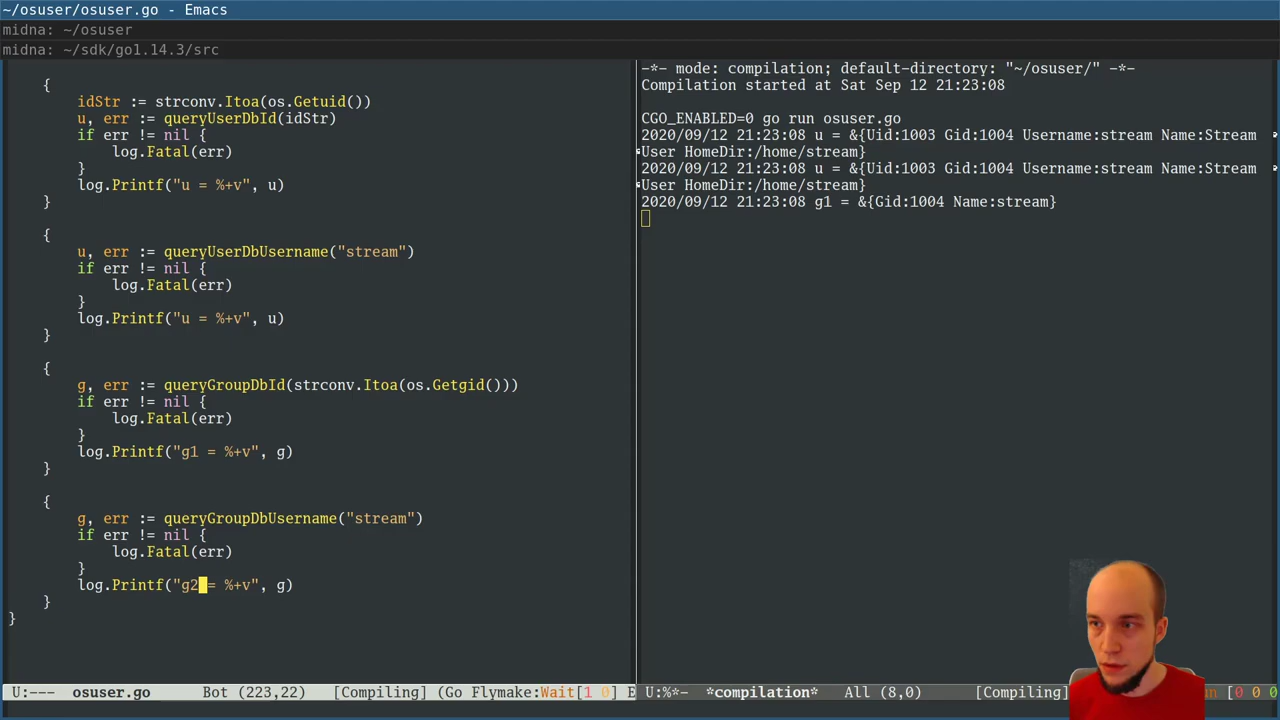 ~/osuser/osuser.go - Emacs
midna: ~/osuser
midna: ~/sdk/go1.14.3/src
{
idStr := strconv.Itoa(os.Getuid())
u, err := queryUserDbId(idStr)
if err != nil {
log.Fatal(err)
}
log.Printf("u = %+v", u)
}
{
u, err := queryUserDbUsername("stream")
if err != nil {
log.Fatal(err)
}
log.Printf("u = %+v", u)
}
{
g, err := queryGroupDbId(strconv.Itoa(os.Getgid()))
if err != nil {
log.Fatal(err)
}
log.Printf("g1 = %+v", g)
}
{
g, err := queryGroupDbUsername("stream")
if err != nil {
log.Fatal(err)
}
log.Printf("g2 = %+v", g)
}
}
U:--- osuser.go Bot (223,22) [Compiling] (Go Flymake:Wait[1 0] E
-*- mode: compilation; default-directory: "~/osuser/" -*-
Compilation started at Sat Sep 12 21:23:08
CGO_ENABLED=0 go run osuser.go
2020/09/12 21:23:08 u = &{Uid:1003 Gid:1004 Username:stream Name:Stream
User HomeDir:/home/stream}
2020/09/12 21:23:08 u = &{Uid:1003 Gid:1004 Username:stream Name:Stream
User HomeDir:/home/stream}
2020/09/12 21:23:08 g1 = &{Gid:1004 Name:stream}
U:%*- *compilation* All (8,0) [Compiling] [0 0 0